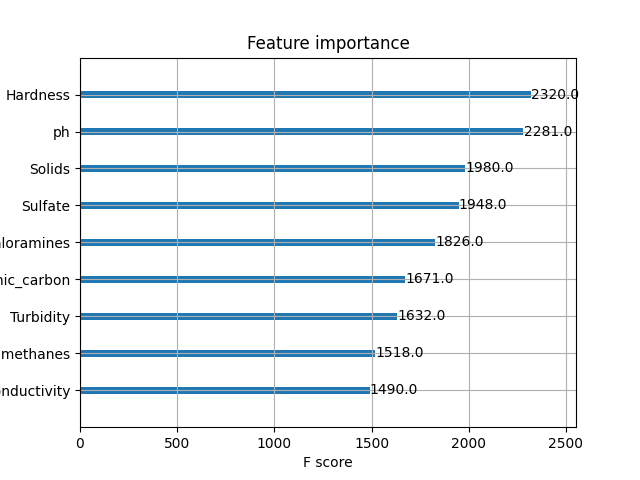 Feature importance
Hardness 2320.0
ph 2281.0
Solids 1980.0
Sulfate 1948.0
loramines 1826.0
nic_carbon 1671.0
Turbidity 1632.0
methanes 1518.0
nductivity 1490.0
0 500 1000 1500 2000 2500
F score